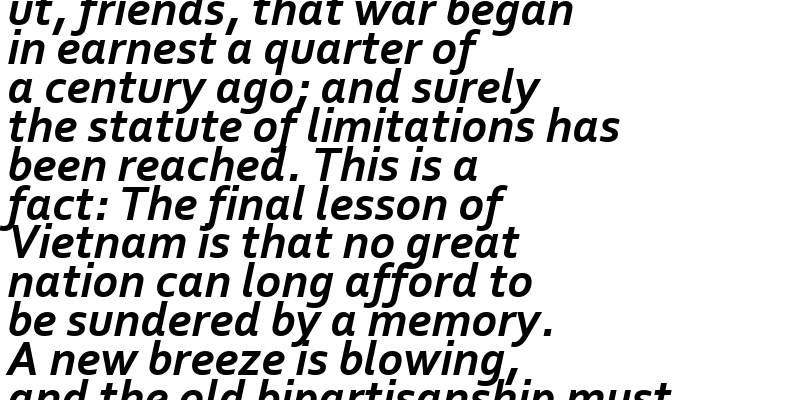 ut, friends, that war began
in earnest a quarter of
a century ago; and surely
the statute of limitations has
been reached. This is a
fact: The final lesson of
Vietnam is that no great
nation can long afford to
be sundered by a memory.
A new breeze is blowing,
and the old bipartisanship must